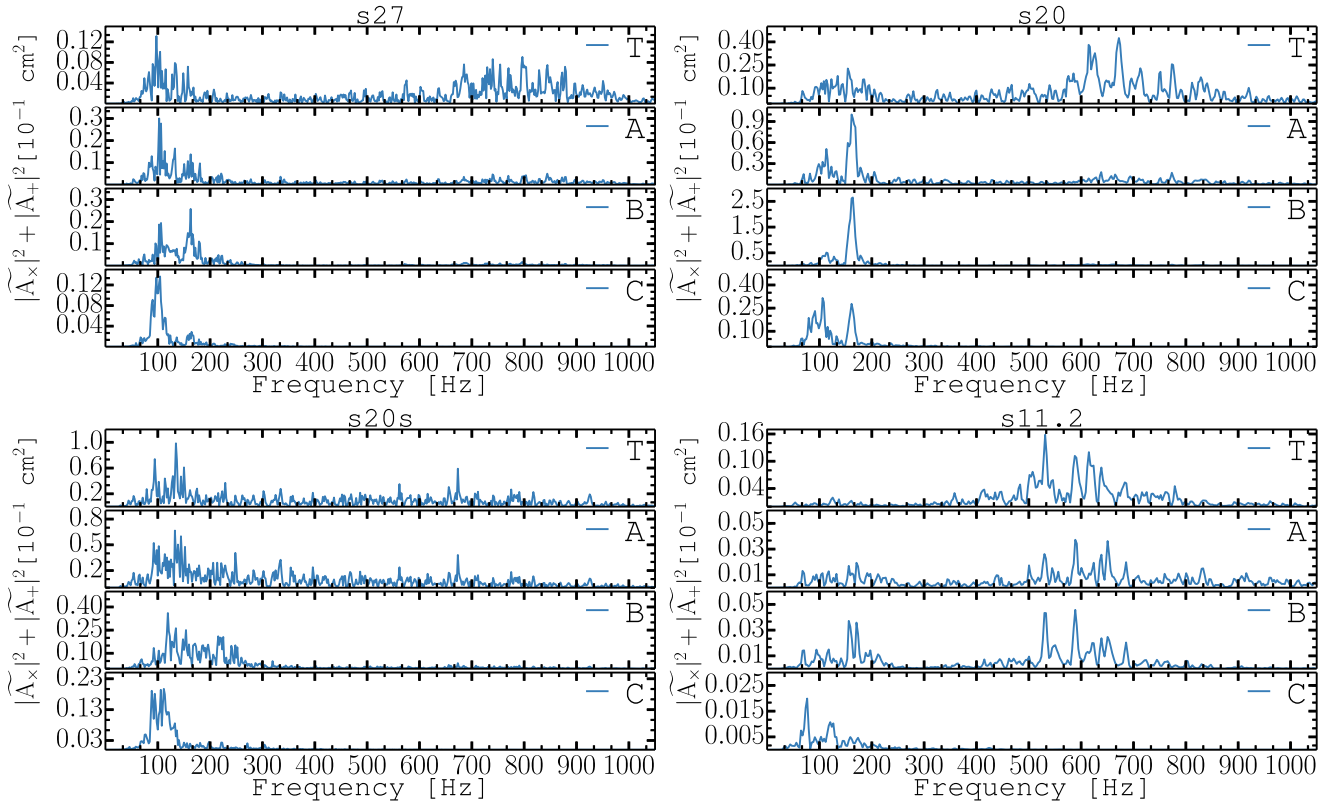 s27
0.12
0.04
T
0.3
0.2
0.1
A
0.3
0.2
0.1
B
0.12
0.04
C
|Ã×|² + |Ã+|² [10⁻¹ cm²]
100 200 300 400 500 600 700 800 900 1000
Frequency [Hz]
s20
0.40
0.25
0.10
T
0.9
0.6
0.3
A
2.5
1.5
0.5
B
0.40
0.25
0.10
C
|Ã×|² + |Ã+|² [10⁻¹ cm²]
100 200 300 400 500 600 700 800 900 1000
Frequency [Hz]
s20s
1.0
0.6
0.2
T
0.8
0.5
0.2
A
0.40
0.25
0.10
B
0.23
0.13
0.03
C
|Ã×|² + |Ã+|² [10⁻¹ cm²]
100 200 300 400 500 600 700 800 900 1000
Frequency [Hz]
s11.2
0.16
0.10
0.04
T
0.05
0.03
0.01
A
0.05
0.03
0.01
B
0.025
0.015
0.005
C
|Ã×|² + |Ã+|² [10⁻¹ cm²]
100 200 300 400 500 600 700 800 900 1000
Frequency [Hz]